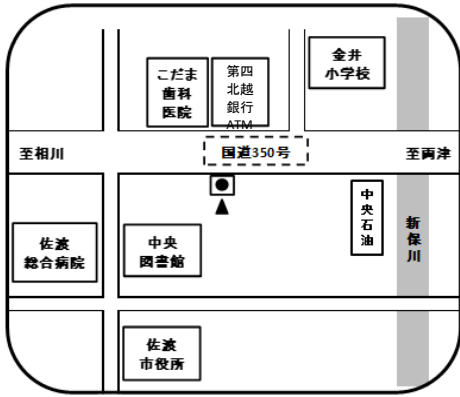 金井
小学校
こだま
歯科
医院
第四
北越
銀行
ATM
至相川
国道350号
至両津
佐渡
総合病院
中央
図書館
中央石油
新保川
佐渡
市役所